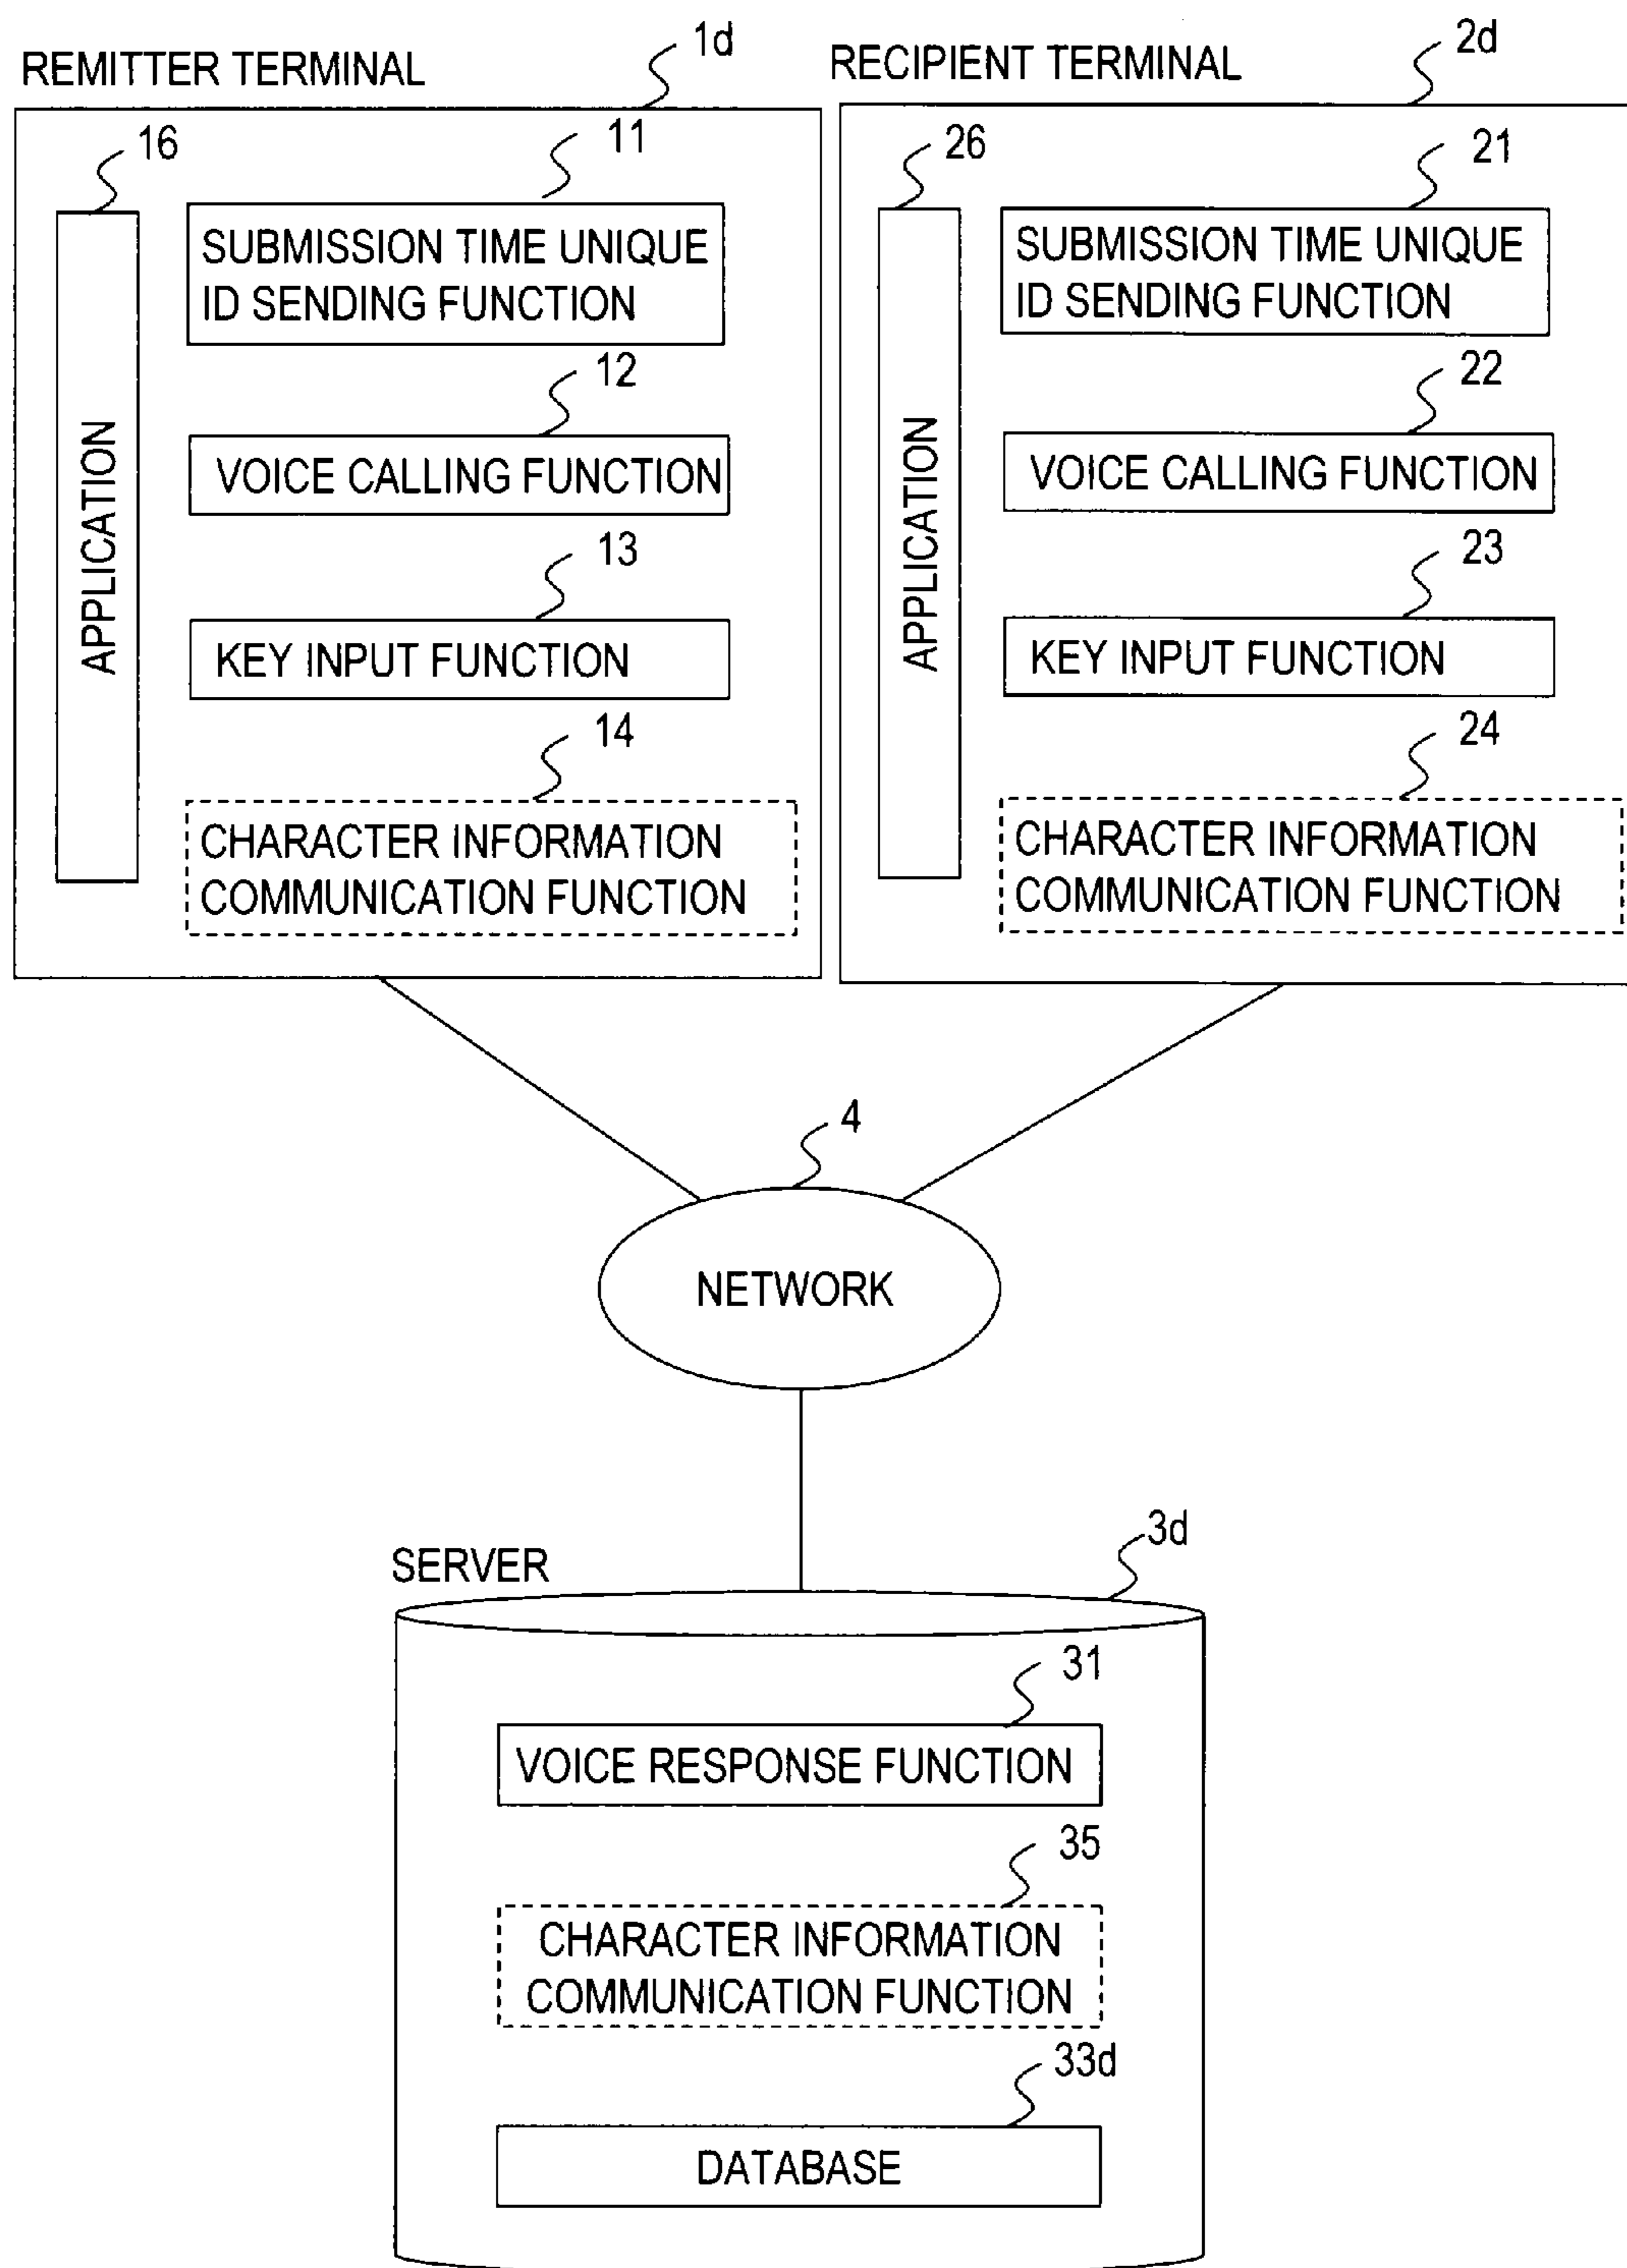 REMITTER TERMINAL
1d
16
11
APPLICATION
SUBMISSION TIME UNIQUE
ID SENDING FUNCTION
12
VOICE CALLING FUNCTION
13
KEY INPUT FUNCTION
14
CHARACTER INFORMATION
COMMUNICATION FUNCTION
RECIPIENT TERMINAL
2d
26
21
APPLICATION
SUBMISSION TIME UNIQUE
ID SENDING FUNCTION
22
VOICE CALLING FUNCTION
23
KEY INPUT FUNCTION
24
CHARACTER INFORMATION
COMMUNICATION FUNCTION
4
NETWORK
SERVER
3d
31
VOICE RESPONSE FUNCTION
35
CHARACTER INFORMATION
COMMUNICATION FUNCTION
33d
DATABASE